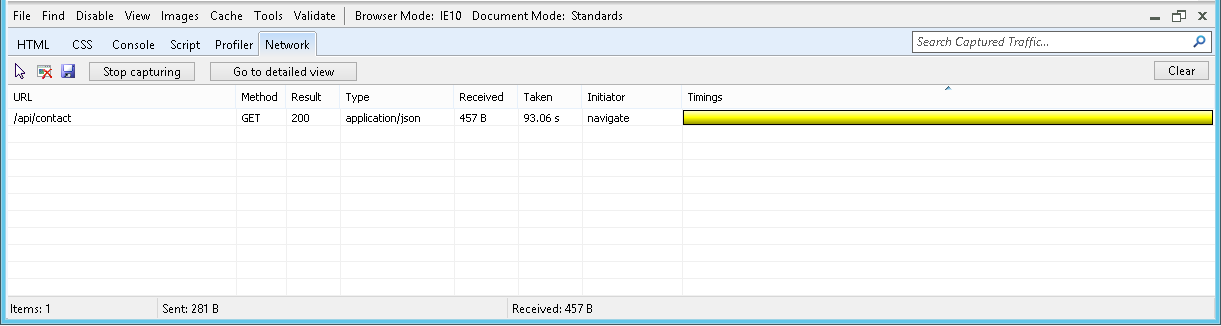 File Find Disable View Images Cache Tools Validate Browser Mode: IE10 Document Mode: Standards
HTML CSS Console Script Profiler Network Search Captured Traffic...
Stop capturing Go to detailed view Clear
URL Method Result Type Received Taken Initiator Timings
/api/contact GET 200 application/json 457 B 93.06 s navigate
Items: 1 Sent: 281 B Received: 457 B